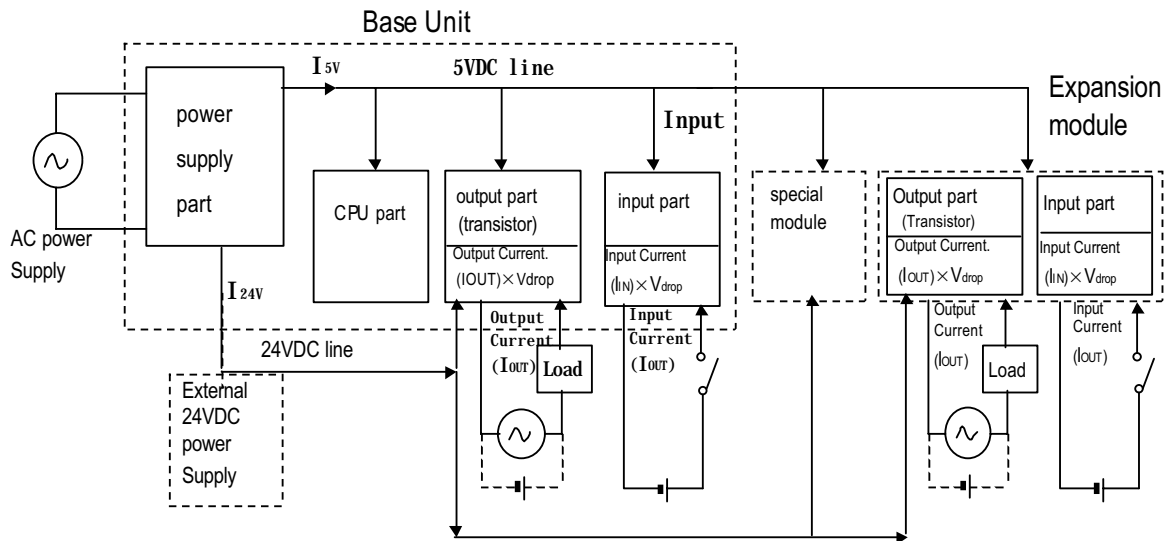 Base Unit
I5V
5VDC line
Expansion
module
Input
power
supply
part
AC power
Supply
CPU part
output part
(transistor)
Output Current.
(IOUT)×Vdrop
input part
Input Current
(IIN)×Vdrop
special
module
Output part
(Transistor)
Output Current.
(IOUT)×Vdrop
Input part
Input Current
(IIN)×Vdrop
I24V
24VDC line
External
24VDC
power
Supply
Output
Current
(IOUT)
Load
Input
Current
(IOUT)
Output
Current
(IOUT)
Load
Input
Current
(IOUT)